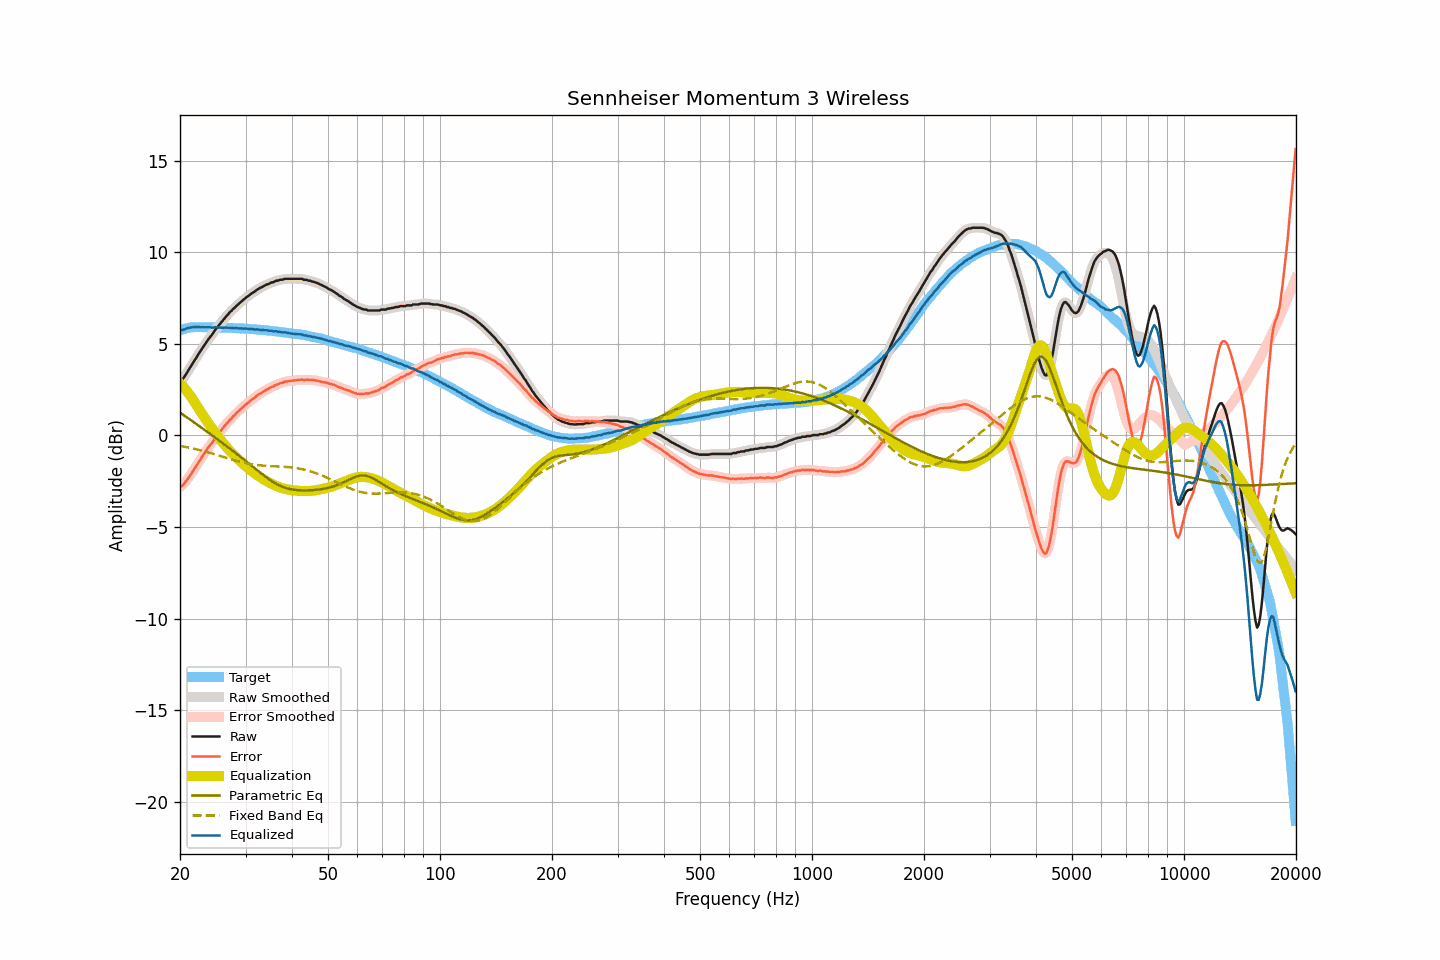 Sennheiser Momentum 3 Wireless
Amplitude (dBr)
15
10
5
0
−5
−10
−15
−20
Target
Raw Smoothed
Error Smoothed
Raw
Error
Equalization
Parametric Eq
Fixed Band Eq
Equalized
20 50 100 200 500 1000 2000 5000 10000 20000
Frequency (Hz)